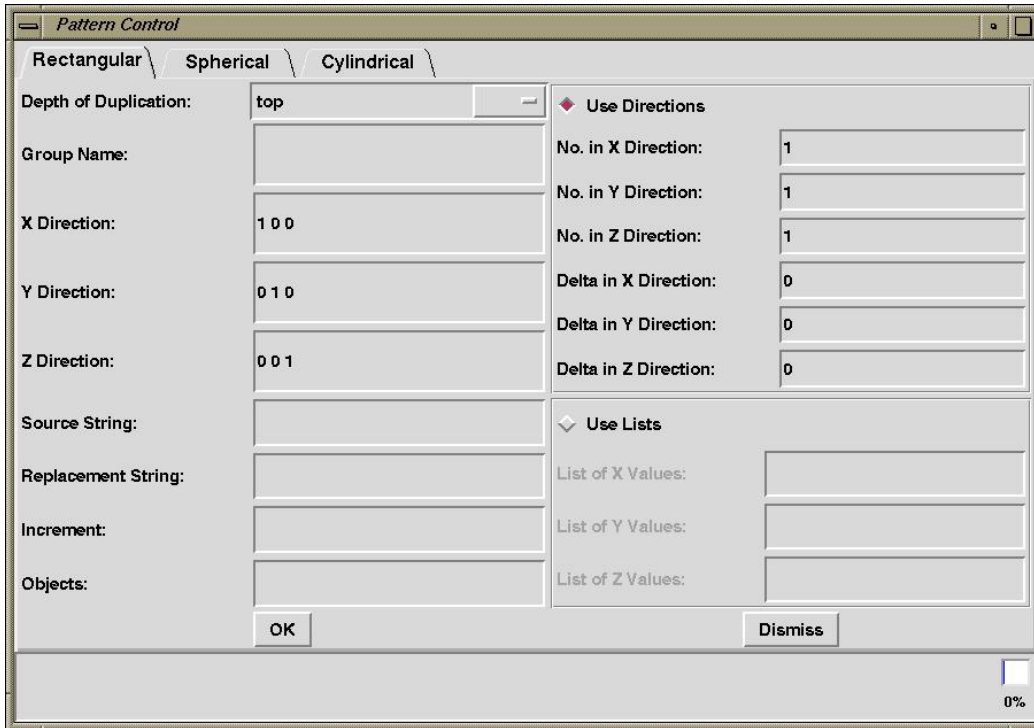 Pattern Control
Rectangular Spherical Cylindrical
Depth of Duplication: top
Group Name:
X Direction: 1 0 0
Y Direction: 0 1 0
Z Direction: 0 0 1
Source String:
Replacement String:
Increment:
Objects:
Use Directions
No. in X Direction: 1
No. in Y Direction: 1
No. in Z Direction: 1
Delta in X Direction: 0
Delta in Y Direction: 0
Delta in Z Direction: 0
Use Lists
List of X Values:
List of Y Values:
List of Z Values:
OK Dismiss
0%